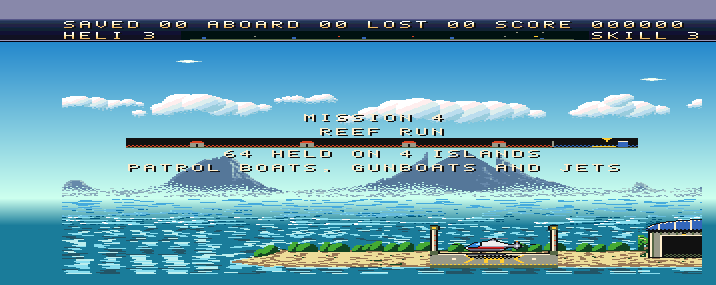 SAVED 00 ABOARD 00 LOST 00 SCORE 000000
HELI 3 SKILL 3
MISSION 4
REEF RUN
64 HELD ON 4 ISLANDS
PATROL BOATS. GUNBOATS AND JETS